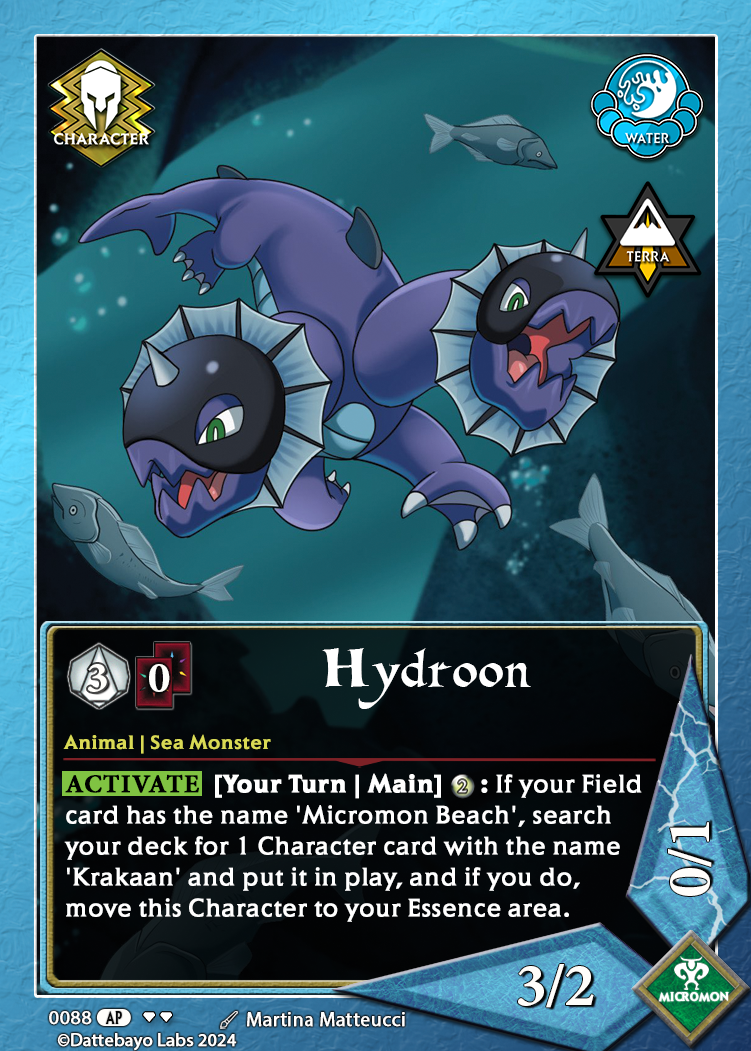 CHARACTER
WATER
TERRA
3 0 Hydroon
Animal | Sea Monster
ACTIVATE [Your Turn | Main] 2 : If your Field
card has the name 'Micromon Beach', search
your deck for 1 Character card with the name
'Krakaan' and put it in play, and if you do,
move this Character to your Essence area.
0/1
3/2
MICROMON
0088 AP Martina Matteucci
©Dattebayo Labs 2024